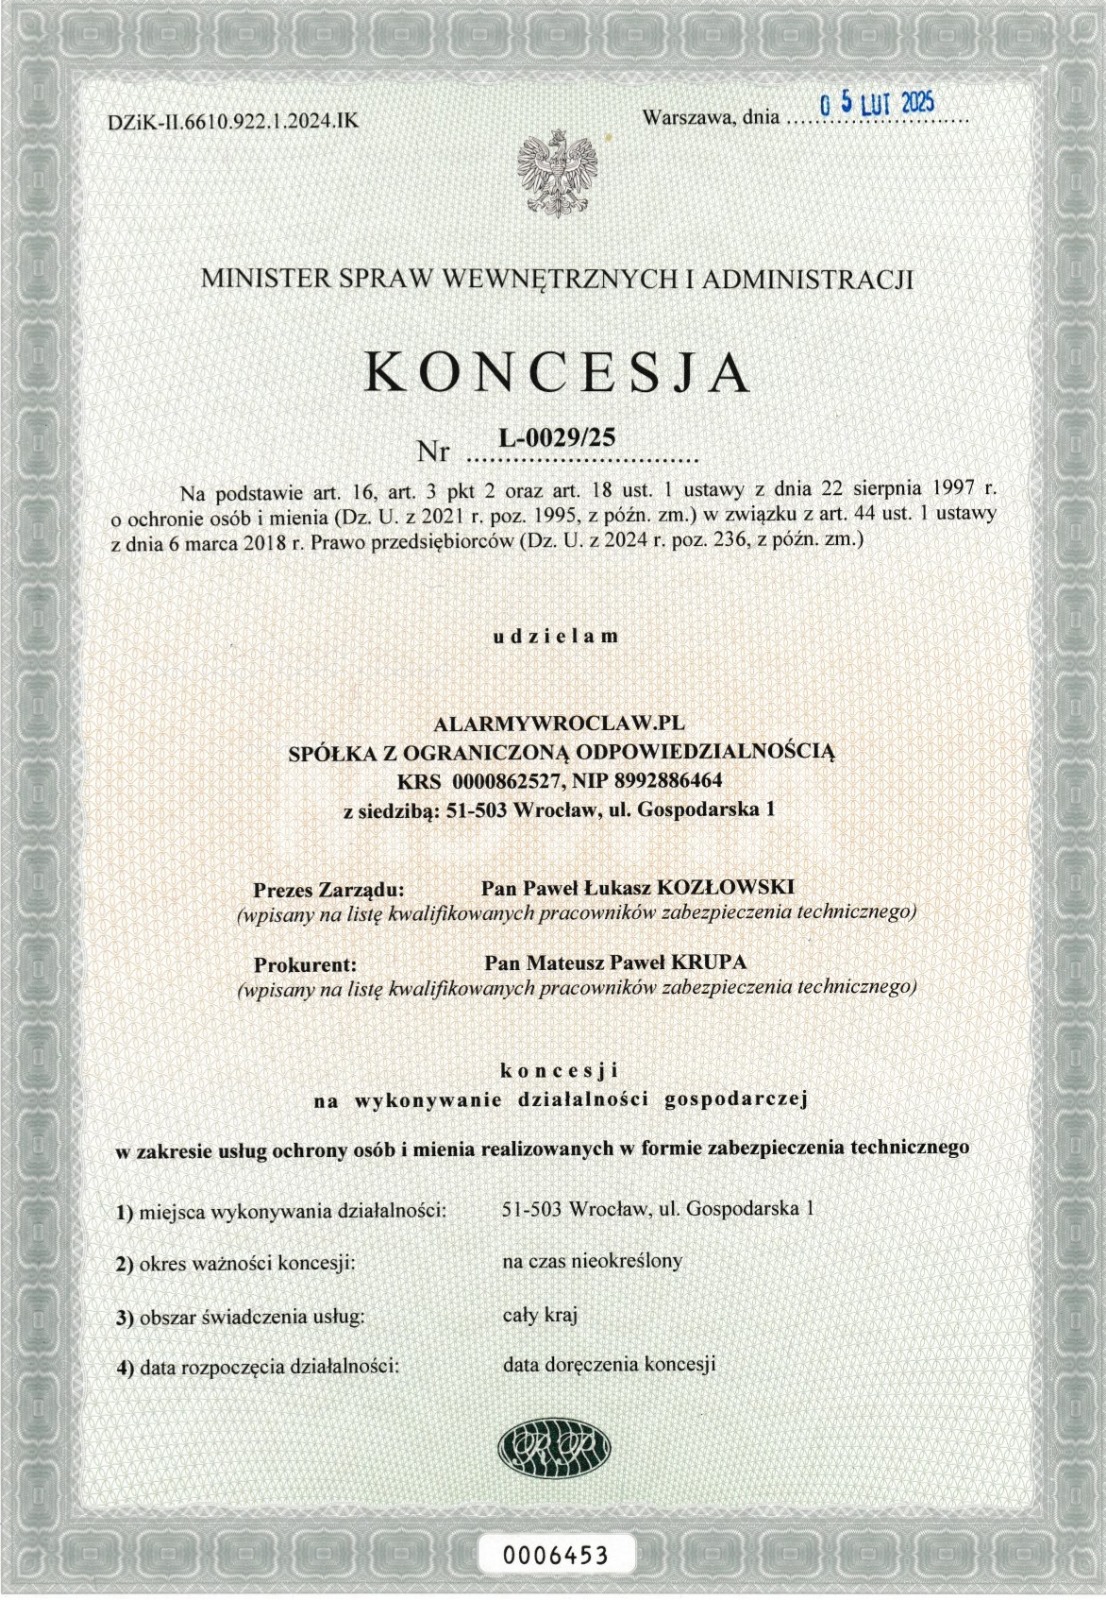 DZiK-II.6610.922.1.2024.IK
Warszawa, dnia 05 LUT 2025
MINISTER SPRAW WEWNĘTRZNYCH I ADMINISTRACJI
KONCESJA
Nr L-0029/25
Na podstawie art. 16, art. 3 pkt 2 oraz art. 18 ust. 1 ustawy z dnia 22 sierpnia 1997 r.
o ochronie osób i mienia (Dz. U. z 2021 r. poz. 1995, z późn. zm.) w związku z art. 44 ust. 1 ustawy
z dnia 6 marca 2018 r. Prawo przedsiębiorców (Dz. U. z 2024 r. poz. 236, z późn. zm.)
udzielam
ALARMYWROCLAW.PL
SPÓŁKA Z OGRANICZONĄ ODPOWIEDZIALNOŚCIĄ
KRS 0000862527, NIP 8992886464
z siedzibą: 51-503 Wrocław, ul. Gospodarska 1
Prezes Zarządu: Pan Paweł Łukasz KOZŁOWSKI
(wpisany na listę kwalifikowanych pracowników zabezpieczenia technicznego)
Prokurent: Pan Mateusz Paweł KRUPA
(wpisany na listę kwalifikowanych pracowników zabezpieczenia technicznego)
koncesji
na wykonywanie działalności gospodarczej
w zakresie usług ochrony osób i mienia realizowanych w formie zabezpieczenia technicznego
1) miejsca wykonywania działalności: 51-503 Wrocław, ul. Gospodarska 1
2) okres ważności koncesji: na czas nieokreślony
3) obszar świadczenia usług: cały kraj
4) data rozpoczęcia działalności: data doręczenia koncesji
RP
0006453